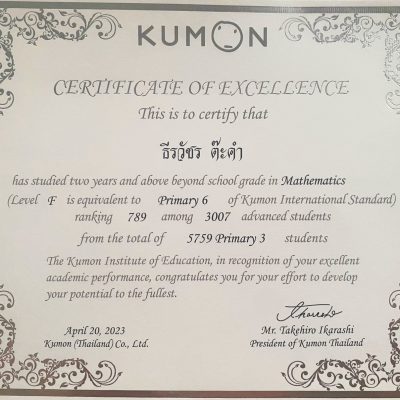 KUMON
CERTIFICATE OF EXCELLENCE
This is to certify that
ธีรวัชร ต๊ะคำ
has studied two years and above beyond school grade in Mathematics
(Level F is equivalent to Primary 6 of Kumon International Standard)
ranking 789 among 3007 advanced students
from the total of 5759 Primary 3 students
The Kumon Institute of Education, in recognition of your excellent
academic performance, congratulates you for your effort to develop
your potential to the fullest.
April 20, 2023
Kumon (Thailand) Co., Ltd.
Mr. Takehiro Ikarashi
President of Kumon Thailand